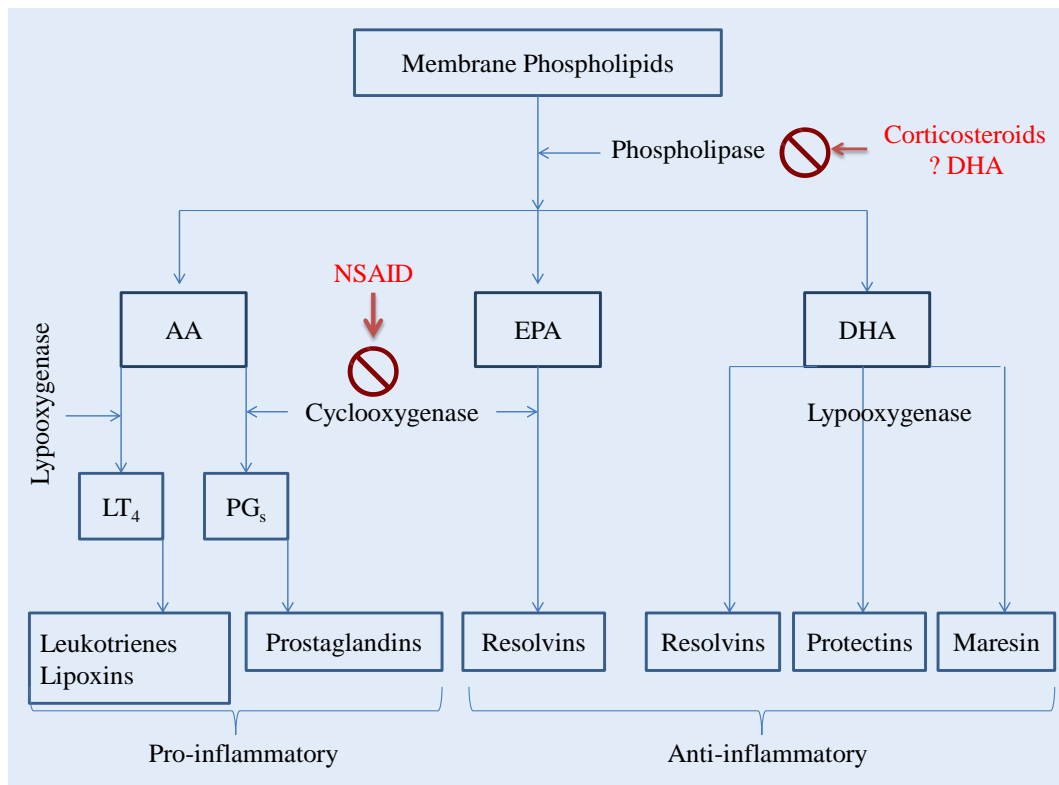 Membrane Phospholipids
Phospholipase
Corticosteroids
? DHA
NSAID
AA
EPA
DHA
Lypooxygenase
Cyclooxygenase
Lypooxygenase
LT₄
PGₛ
Leukotrienes
Lipoxins
Prostaglandins
Resolvins
Resolvins
Protectins
Maresin
Pro-inflammatory
Anti-inflammatory